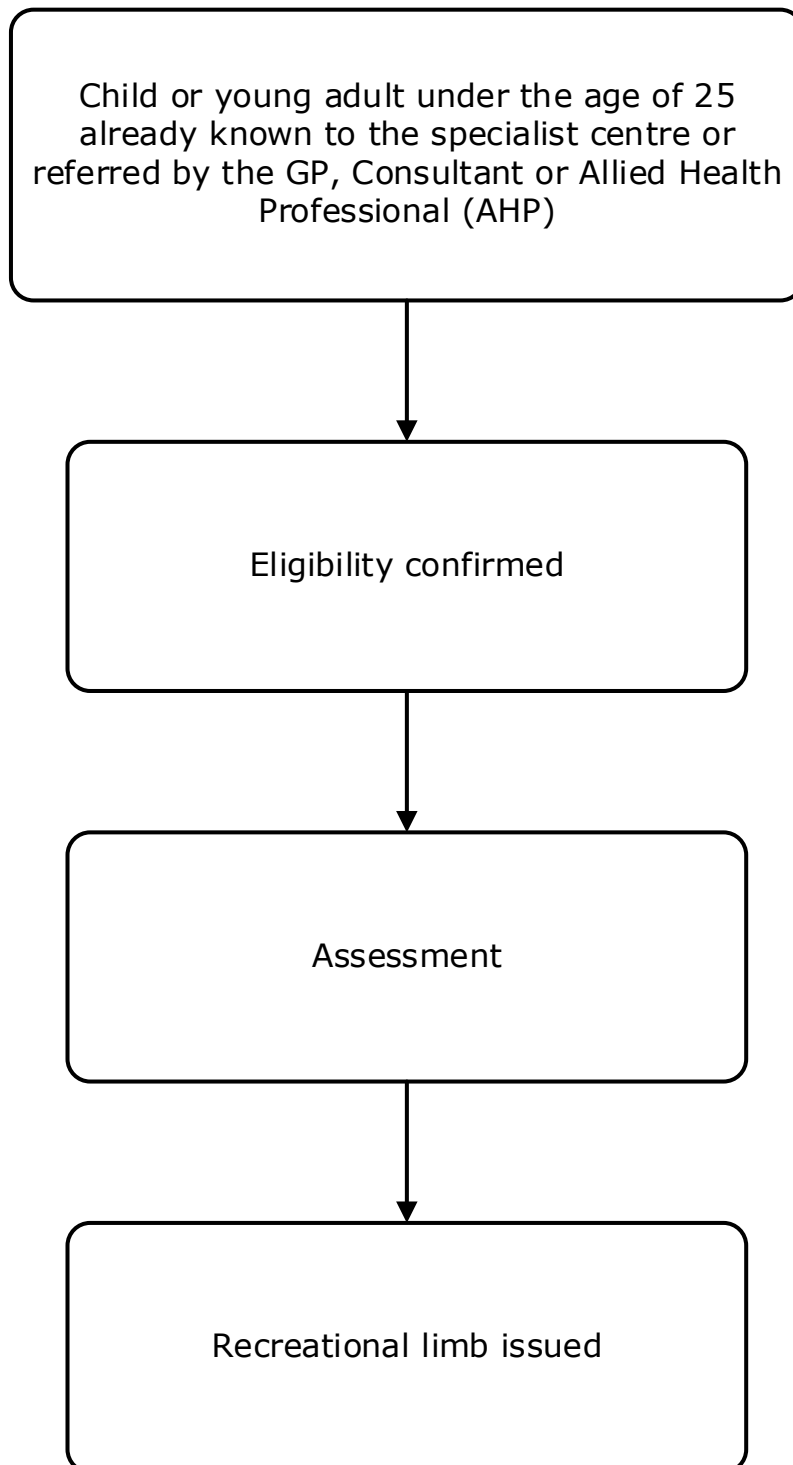 Child or young adult under the age of 25
already known to the specialist centre or
referred by the GP, Consultant or Allied Health
Professional (AHP)
Eligibility confirmed
Assessment
Recreational limb issued